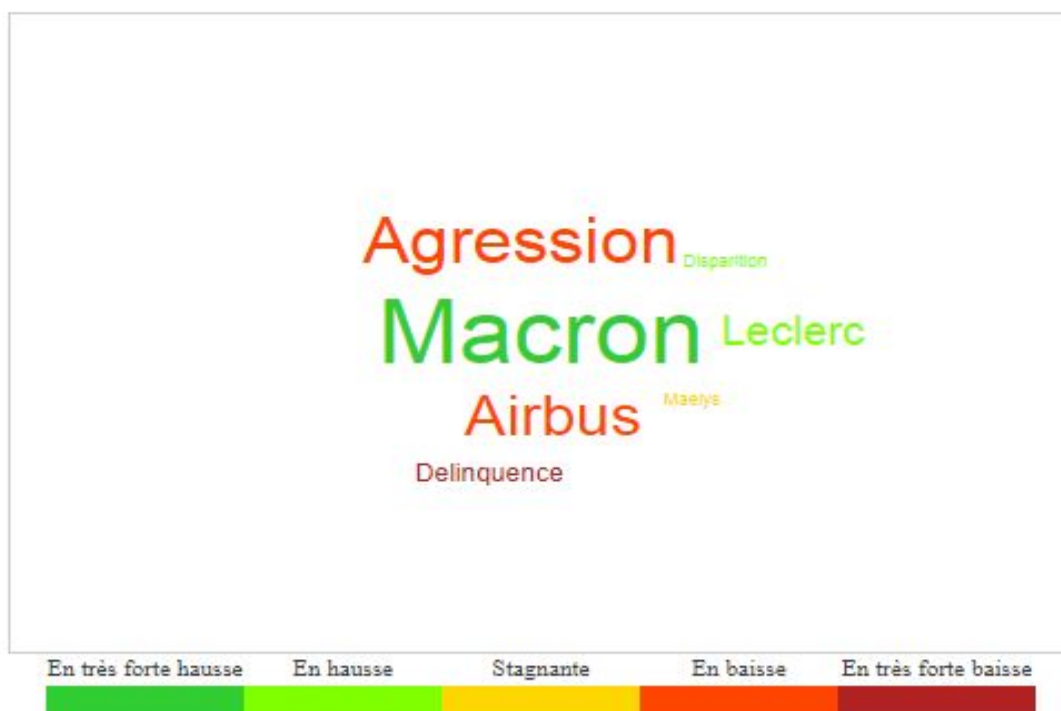 Agression
Disparition
Macron
Leclerc
Airbus
Maelys
Delinquence
En très forte hausse
En hausse
Stagnante
En baisse
En très forte baisse